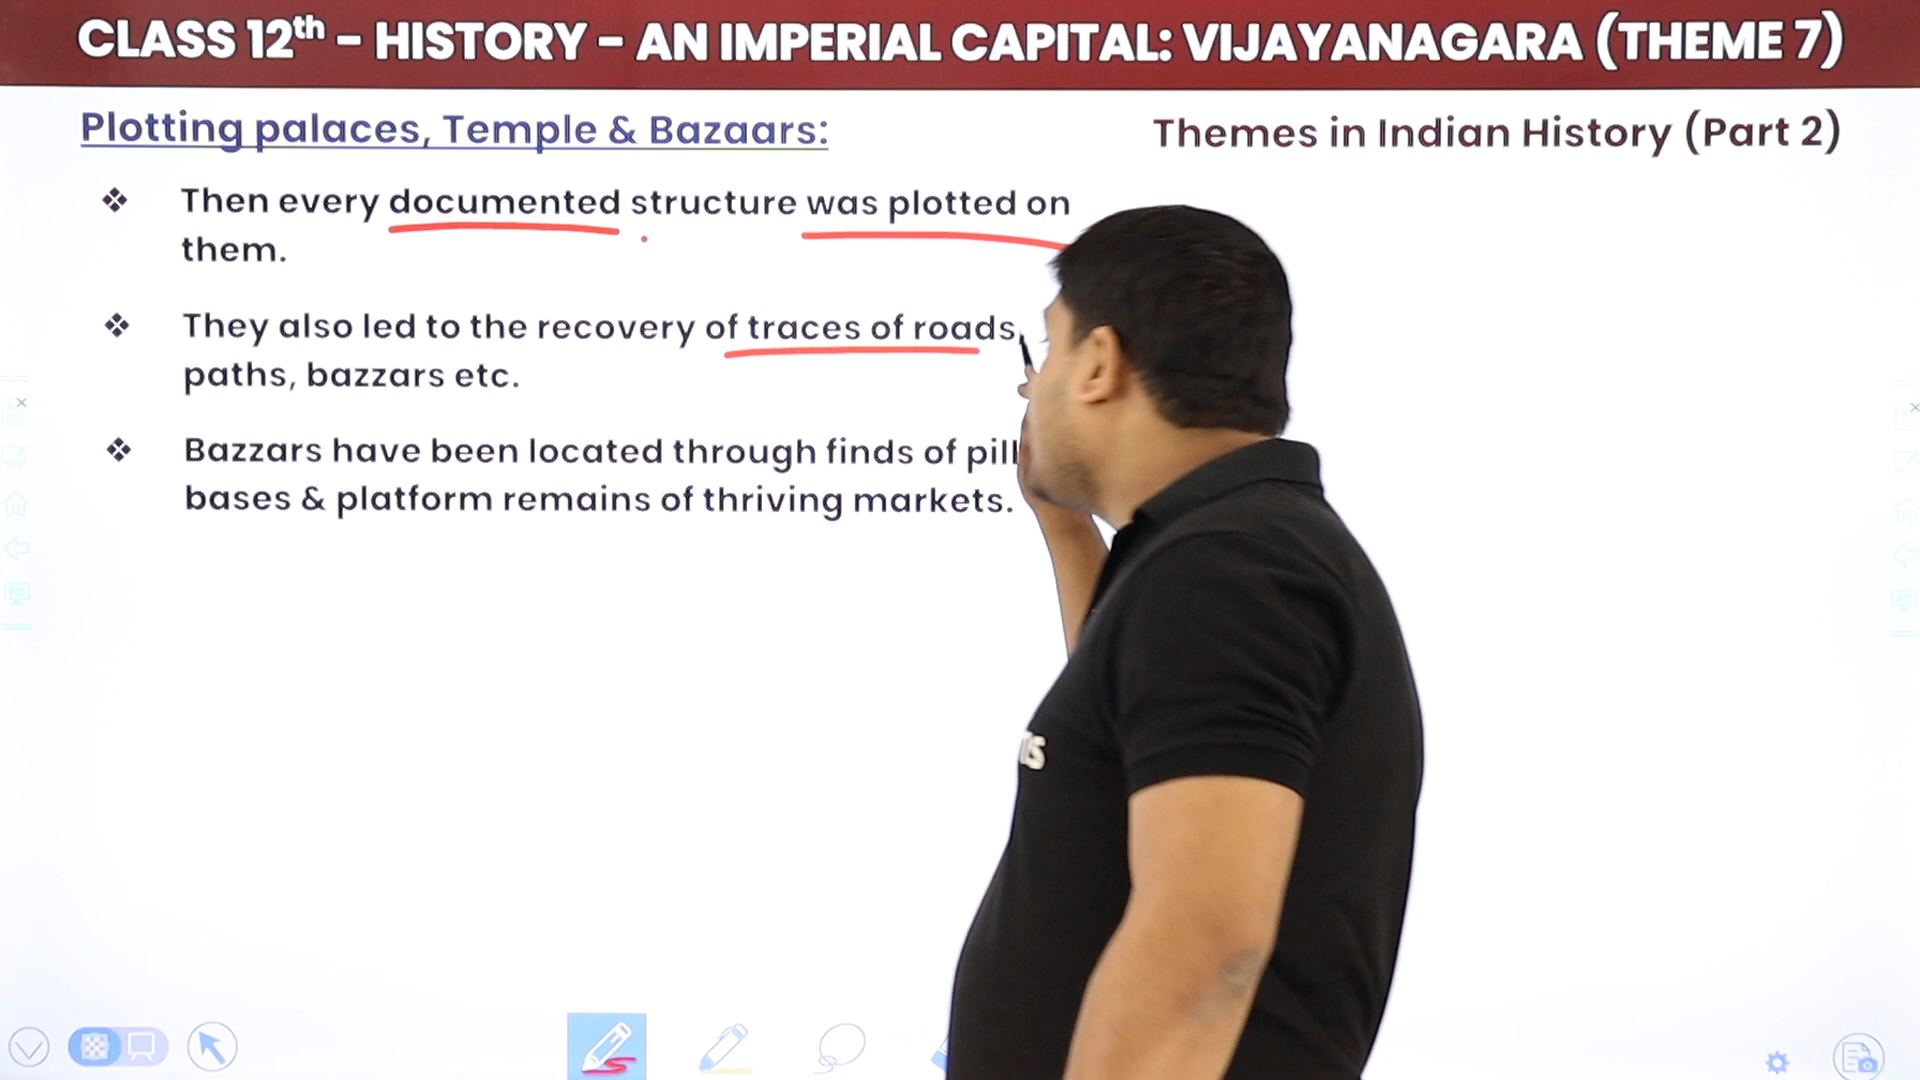 CLASS 12th - HISTORY - AN IMPERIAL CAPITAL: VIJAYANAGARA (THEME 7)
Plotting palaces, Temple & Bazaars:
Themes in Indian History (Part 2)
Then every documented structure was plotted on
them.
They also led to the recovery of traces of roads,
paths, bazzars etc.
Bazzars have been located through finds of
bases & platform remains of thriving markets.